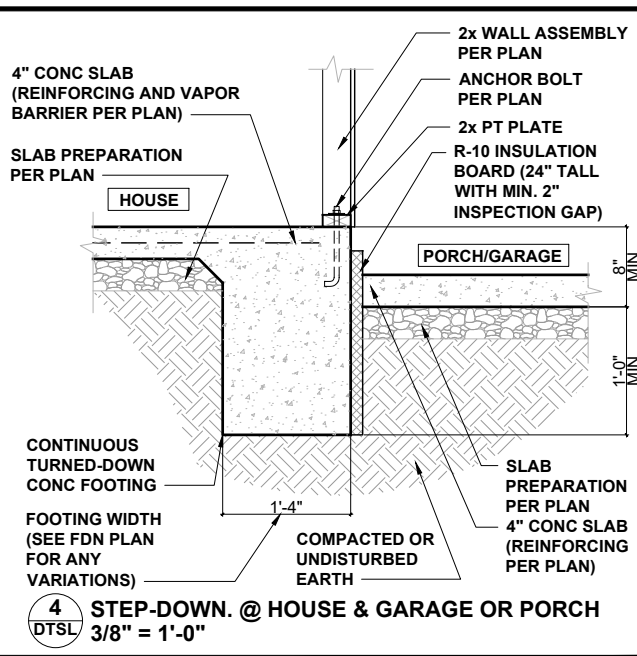 2x WALL ASSEMBLY
PER PLAN
ANCHOR BOLT
PER PLAN
2x PT PLATE
R-10 INSULATION
BOARD (24" TALL
WITH MIN. 2"
INSPECTION GAP)
4" CONC SLAB
(REINFORCING AND VAPOR
BARRIER PER PLAN)
SLAB PREPARATION
PER PLAN
HOUSE
PORCH/GARAGE
8"
MIN
1'-0"
MIN
CONTINUOUS
TURNED-DOWN
CONC FOOTING
FOOTING WIDTH
(SEE FDN PLAN
FOR ANY
VARIATIONS)
1'-4"
COMPACTED OR
UNDISTURBED
EARTH
SLAB
PREPARATION
PER PLAN
4" CONC SLAB
(REINFORCING
PER PLAN)
4
DTSL
STEP-DOWN. @ HOUSE & GARAGE OR PORCH
3/8" = 1'-0"